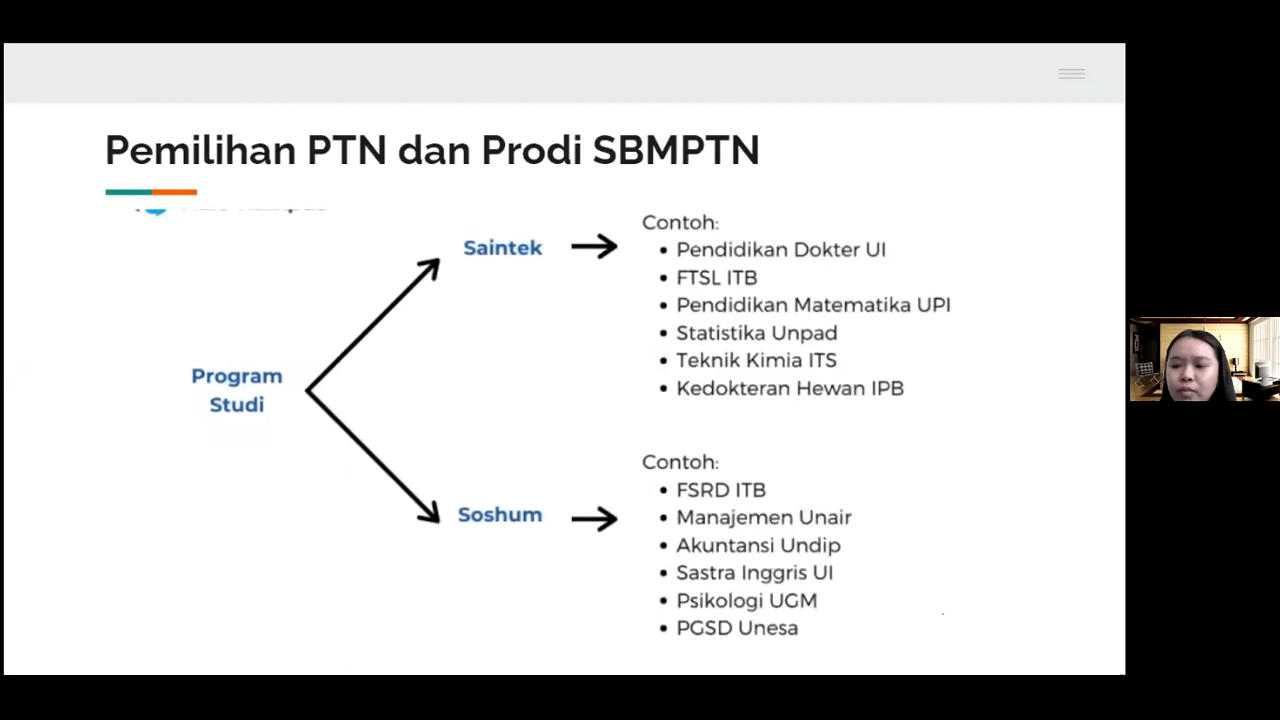 Pemilihan PTN dan Prodi SBMPTN
Saintek
Contoh:
• Pendidikan Dokter UI
• FTSL ITB
• Pendidikan Matematika UPI
• Statistika Unpad
• Teknik Kimia ITS
• Kedokteran Hewan IPB
Program
Studi
Soshum
Contoh:
• FSRD ITB
• Manajemen Unair
• Akuntansi Undip
• Sastra Inggris UI
• Psikologi UGM
• PGSD Unesa